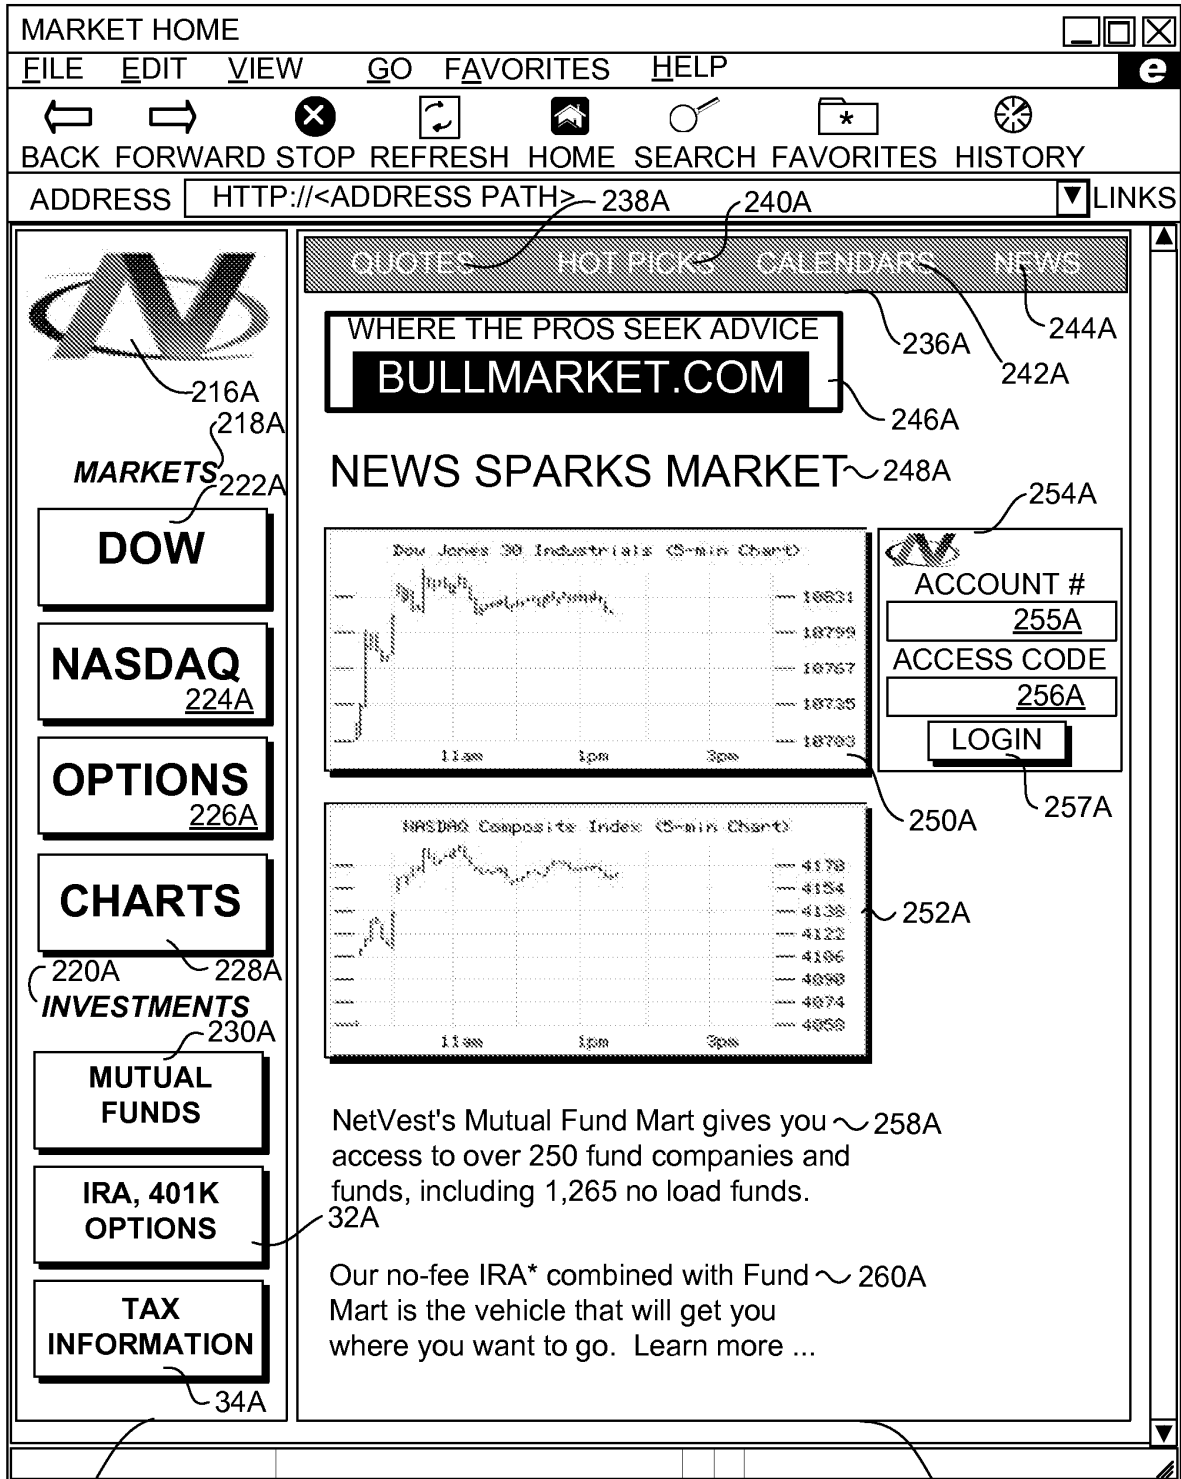 MARKET HOME
FILE EDIT VIEW GO FAVORITES HELP
e
BACK FORWARD STOP REFRESH HOME SEARCH FAVORITES HISTORY
ADDRESS HTTP://<ADDRESS PATH> LINKS
238A
240A
QUOTES HOT PICKS CALENDARS NEWS
244A
236A
242A
N
216A
218A
MARKETS
222A
DOW
NASDAQ
224A
OPTIONS
226A
CHARTS
220A
228A
INVESTMENTS
230A
MUTUAL
FUNDS
IRA, 401K
OPTIONS
32A
TAX
INFORMATION
34A
WHERE THE PROS SEEK ADVICE
BULLMARKET.COM
246A
NEWS SPARKS MARKET
248A
Dow Jones 30 Industrials (5-min Chart)
10831
10799
10767
10735
10703
11am 1pm 3pm
250A
254A
N
ACCOUNT #
255A
ACCESS CODE
256A
LOGIN
257A
NASDAQ Composite Index (5-min Chart)
4170
4154
4138
4122
4106
4090
4074
4058
11am 1pm 3pm
252A
NetVest's Mutual Fund Mart gives you 258A
access to over 250 fund companies and
funds, including 1,265 no load funds.
Our no-fee IRA* combined with Fund 260A
Mart is the vehicle that will get you
where you want to go. Learn more ...